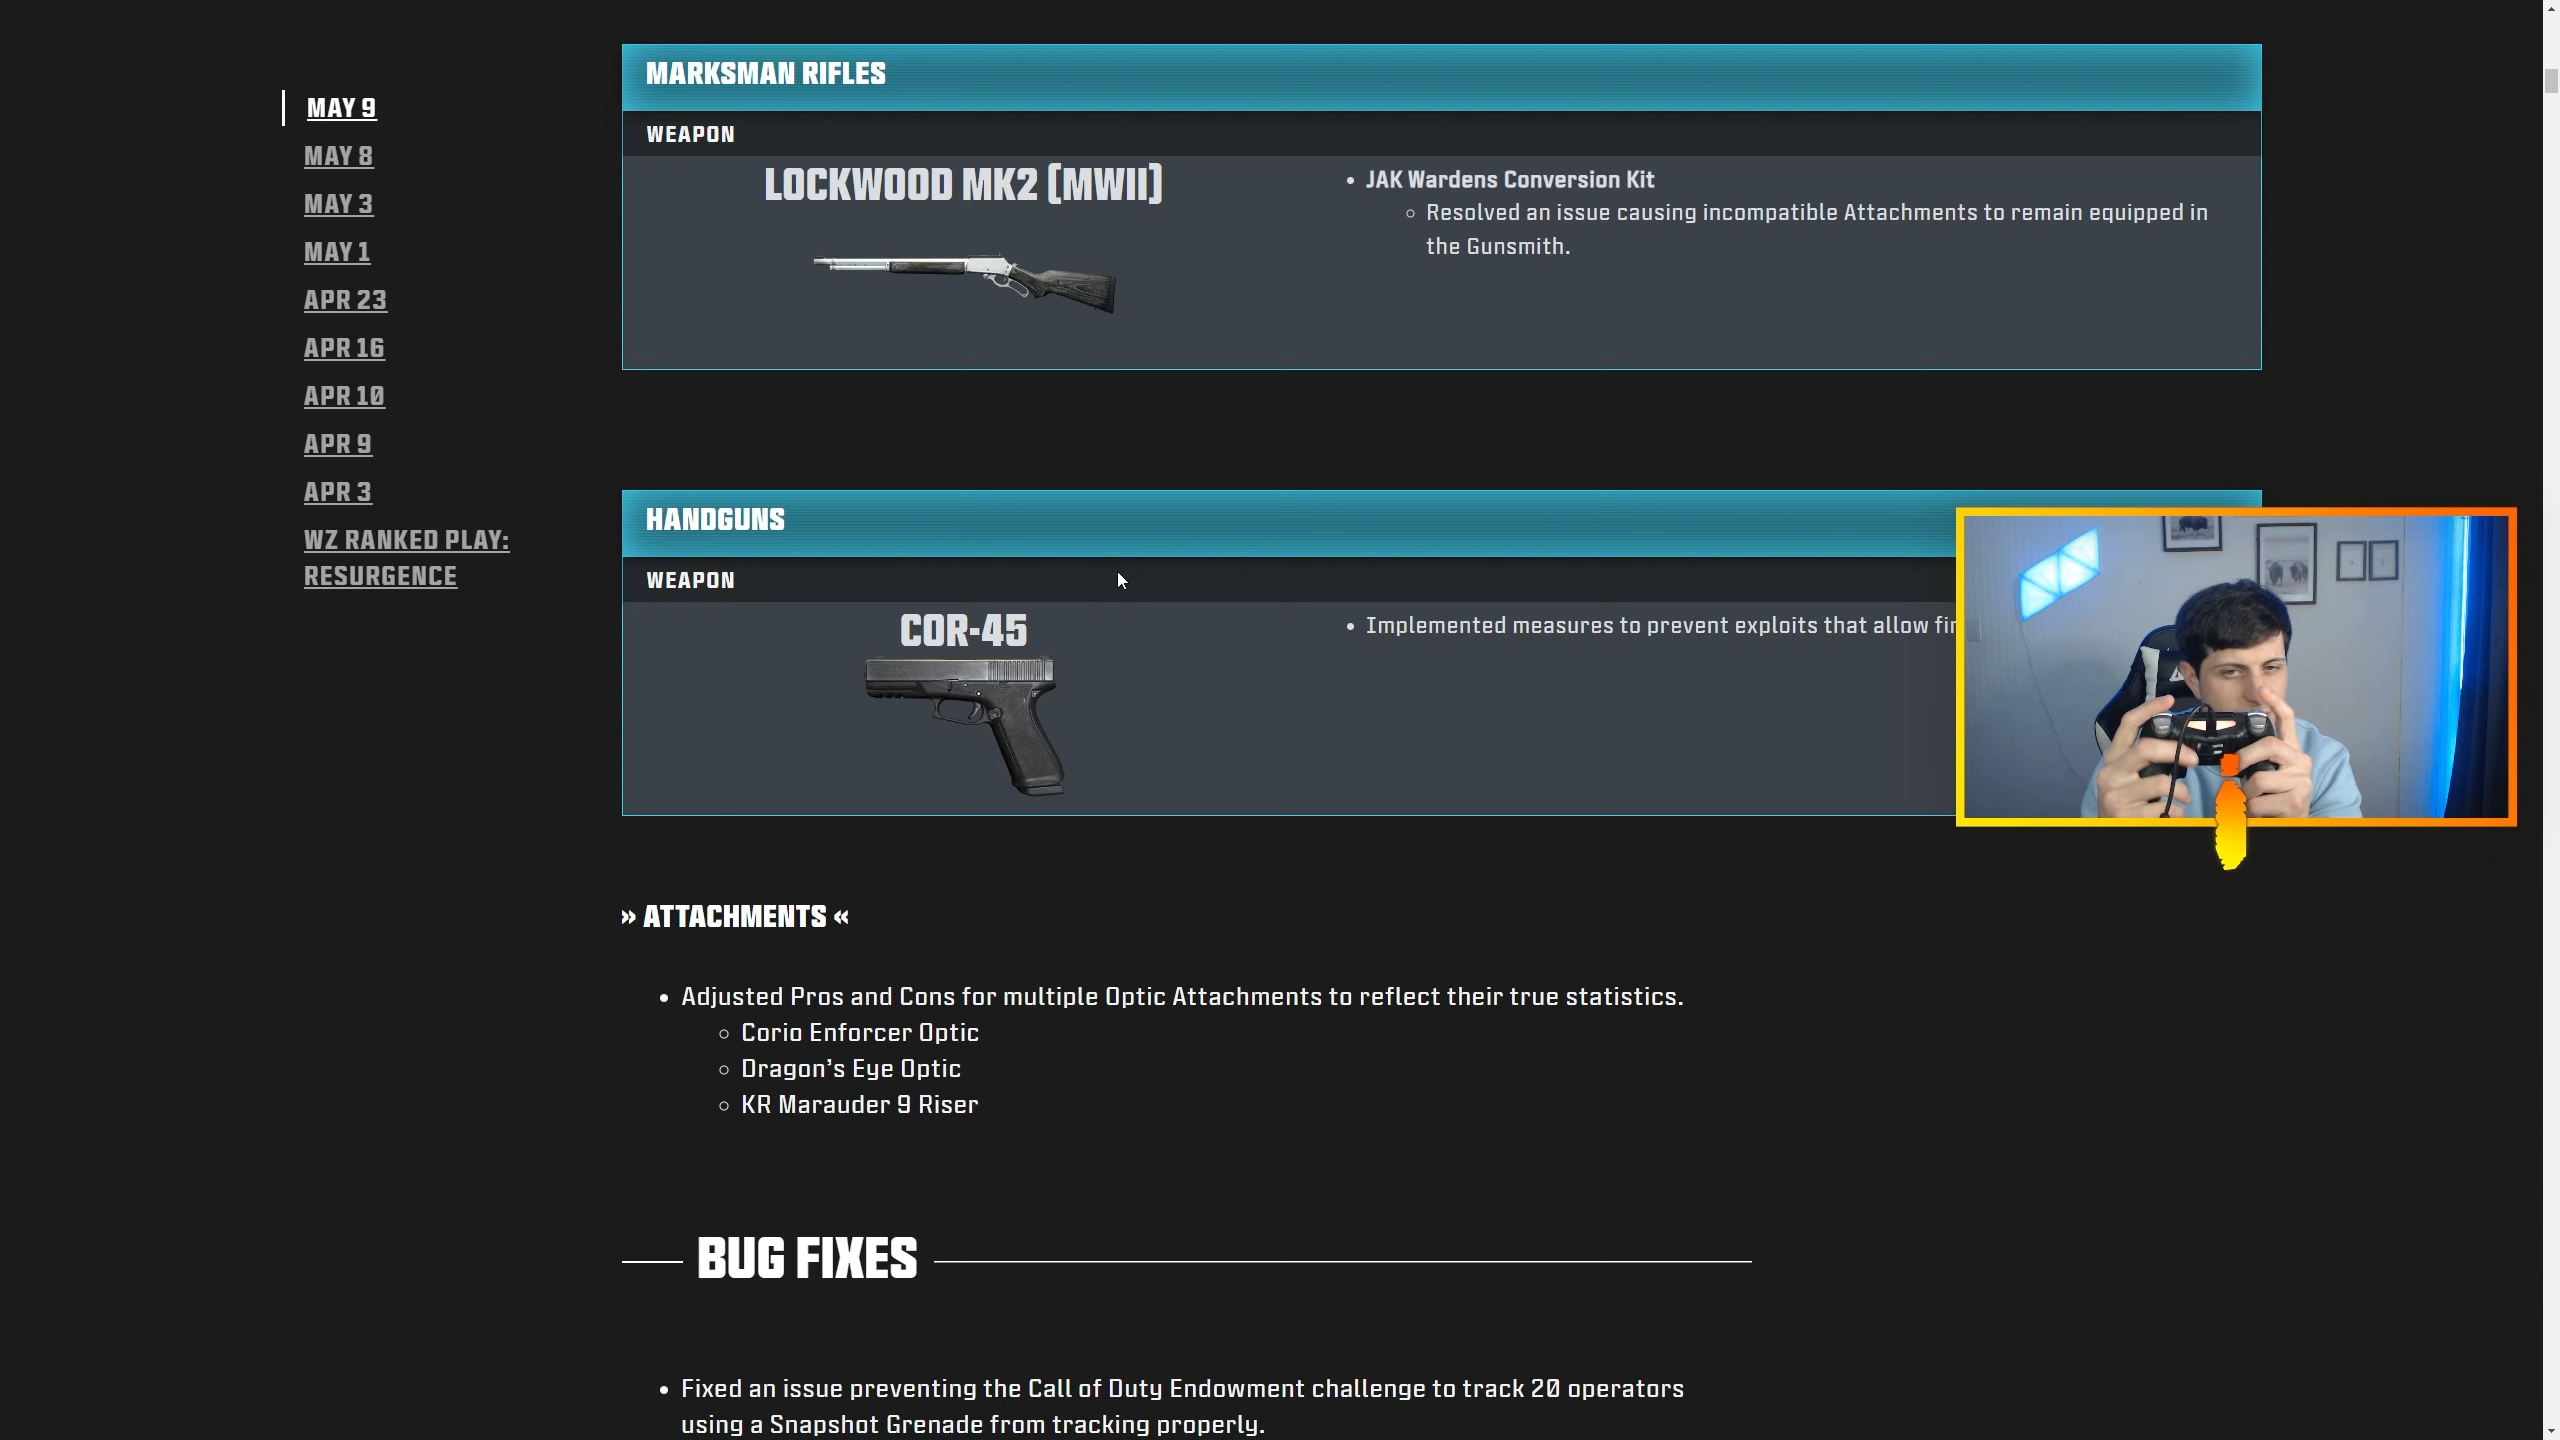 MAY 9
MAY 8
MAY 3
MAY 1
APR 23
APR 16
APR 10
APR 9
APR 3
WZ RANKED PLAY:
RESURGENCE
MARKSMAN RIFLES
WEAPON
LOCKWOOD MK2 (MWII)
• JAK Wardens Conversion Kit
○ Resolved an issue causing incompatible Attachments to remain equipped in
the Gunsmith.
HANDGUNS
WEAPON
COR-45
• Implemented measures to prevent exploits that allow
» ATTACHMENTS «
• Adjusted Pros and Cons for multiple Optic Attachments to reflect their true statistics.
○ Corio Enforcer Optic
○ Dragon’s Eye Optic
○ KR Marauder 9 Riser
BUG FIXES
• Fixed an issue preventing the Call of Duty Endowment challenge to track 20 operators
using a Snapshot Grenade from tracking properly.